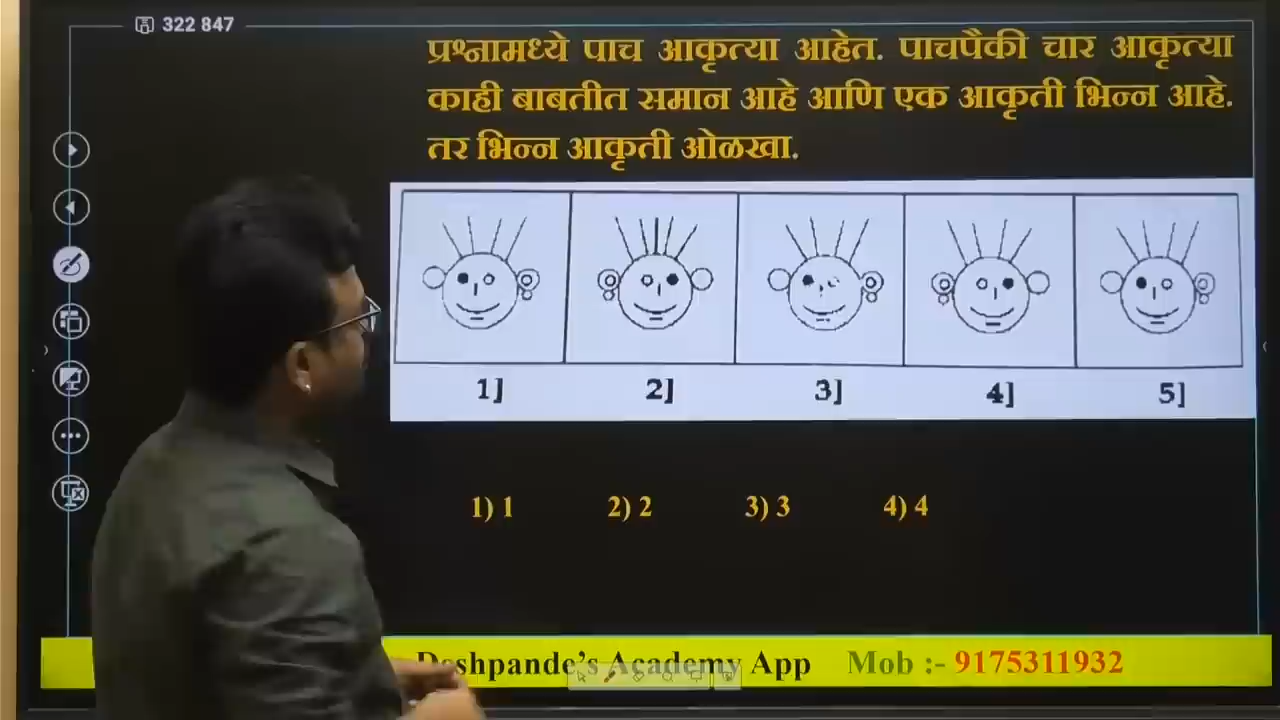 322 847
प्रश्नामध्ये पाच आकृत्या आहेत. पाचपैकी चार आकृत्या
काही बाबतीत समान आहे आणि एक आकृती भिन्न आहे.
तर भिन्न आकृती ओळखा.
1] 2] 3] 4] 5]
1) 1 2) 2 3) 3 4) 4
Deshpande's Academy App Mob :- 9175311932